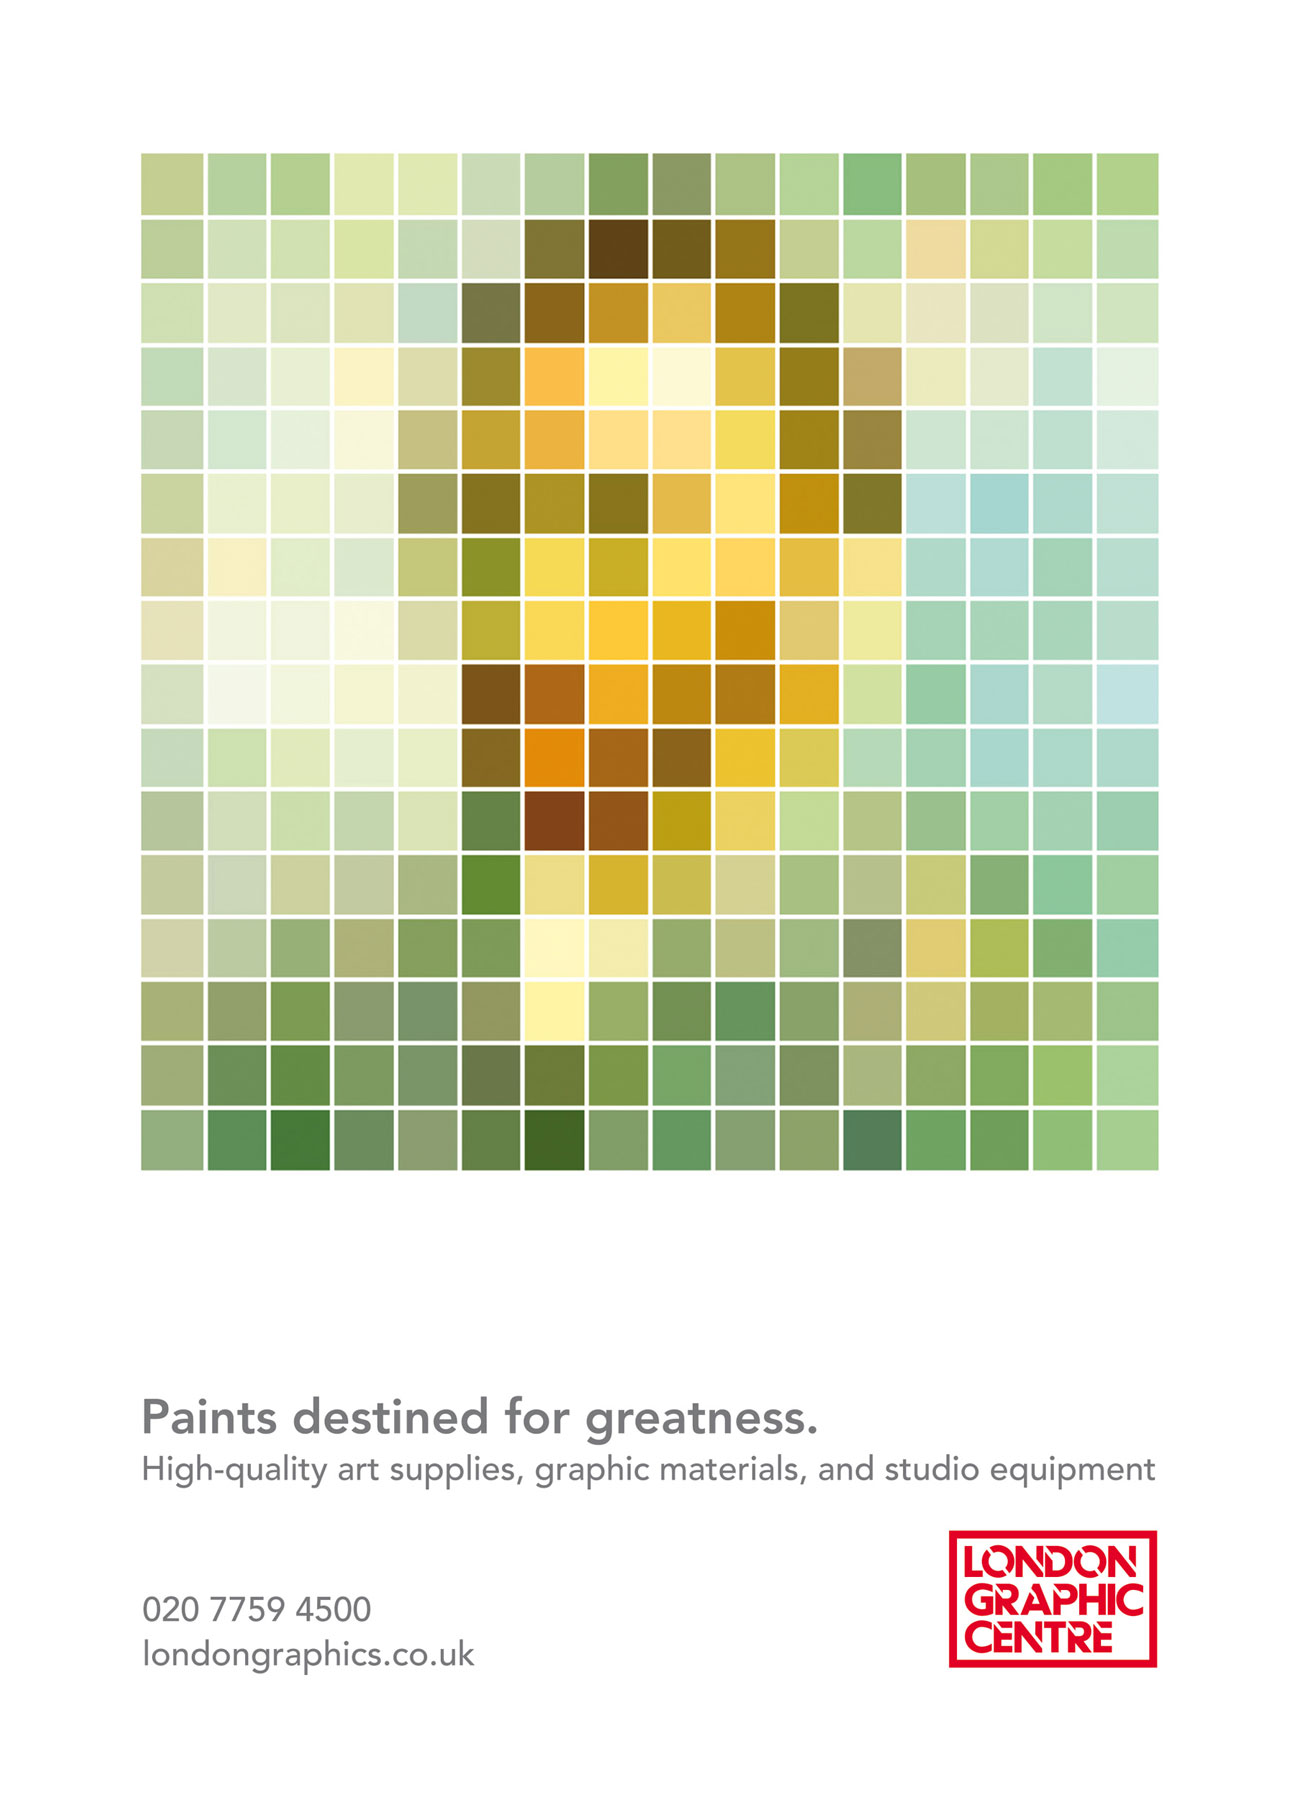 Paints destined for greatness.
High-quality art supplies, graphic materials, and studio equipment
020 7759 4500
londongraphics.co.uk
LONDON
GRAPHIC
CENTRE